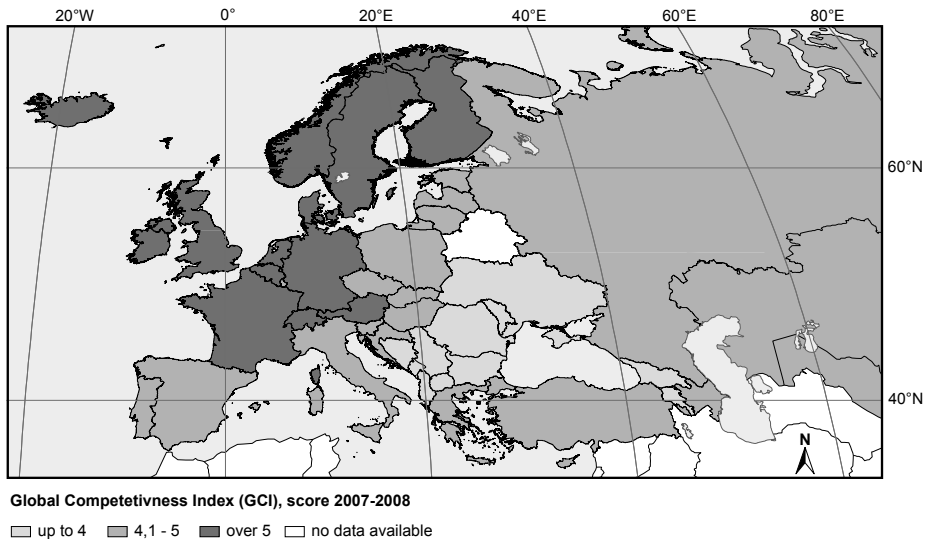 20°W 0° 20°E 40°E 60°E 80°E
60°N
40°N
N
Global Competetivness Index (GCI), score 2007-2008
up to 4 4,1 - 5 over 5 no data available